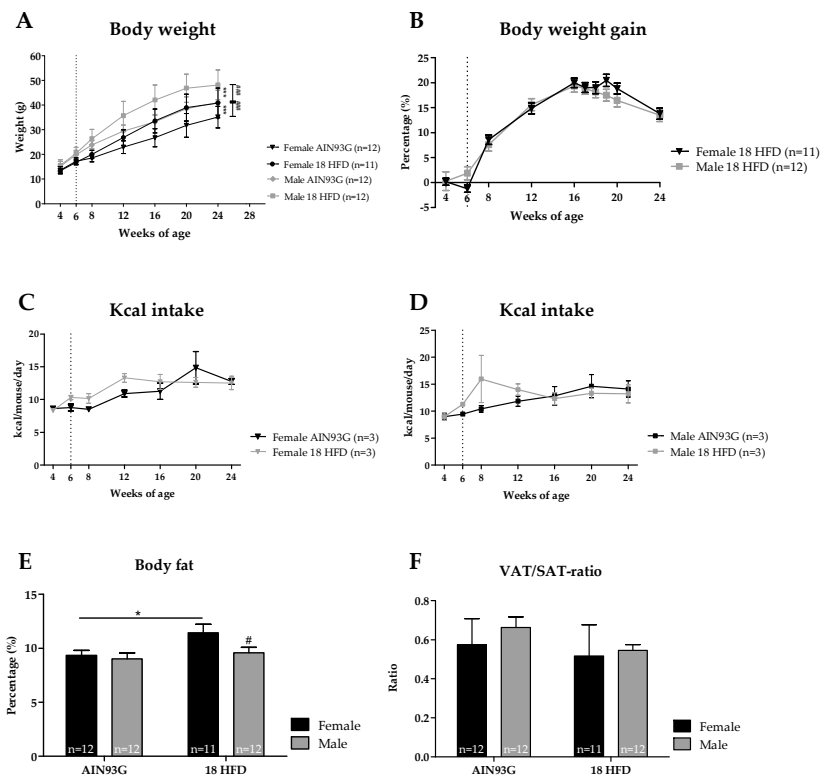 A
Body weight
Weight (g)
60
50
40
30
20
10
0
4 6 8 12 16 20 24 28
Weeks of age
Female AIN93G (n=12)
Female 18 HFD (n=11)
Male AIN93G (n=12)
Male 18 HFD (n=12)
B
Body weight gain
Percentage (%)
25
20
15
10
5
0
-5
4 6 8 12 16 20 24
Weeks of age
Female 18 HFD (n=11)
Male 18 HFD (n=12)
C
Kcal intake
kcal/mouse/day
20
15
10
5
0
4 6 8 12 16 20 24
Weeks of age
Female AIN93G (n=3)
Female 18 HFD (n=3)
D
Kcal intake
kcal/mouse/day
25
20
15
10
5
0
4 6 8 12 16 20 24
Weeks of age
Male AIN93G (n=3)
Male 18 HFD (n=3)
E
Body fat
Percentage (%)
15
10
5
0
*
#
n=12 n=12 n=11 n=12
AIN93G 18 HFD
Female
Male
F
VAT/SAT-ratio
Ratio
0.8
0.6
0.4
0.2
0.0
n=12 n=12 n=11 n=12
AIN93G 18 HFD
Female
Male